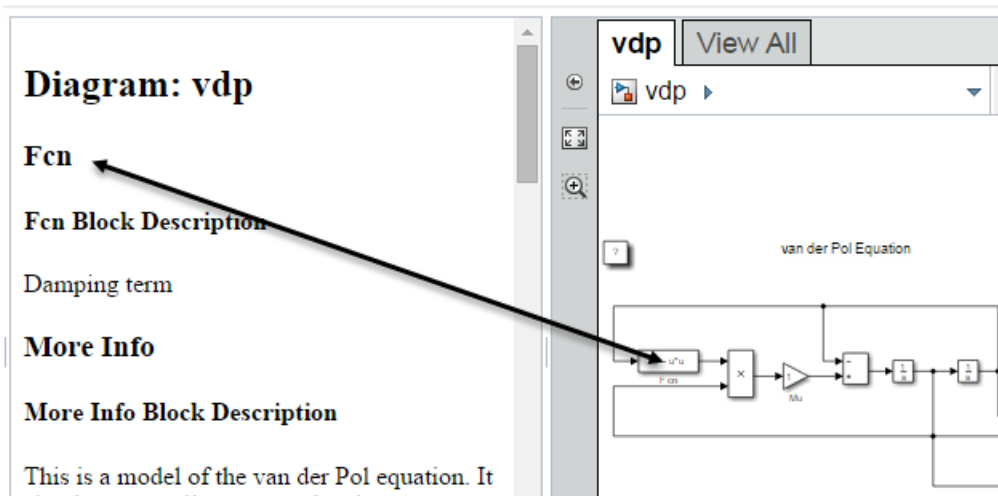 Diagram: vdp
Fcn
Fcn Block Description
Damping term
More Info
More Info Block Description
This is a model of the van der Pol equation. It
vdp
View All
vdp
?
van der Pol Equation
u*u
Fcn
×
1
Mu